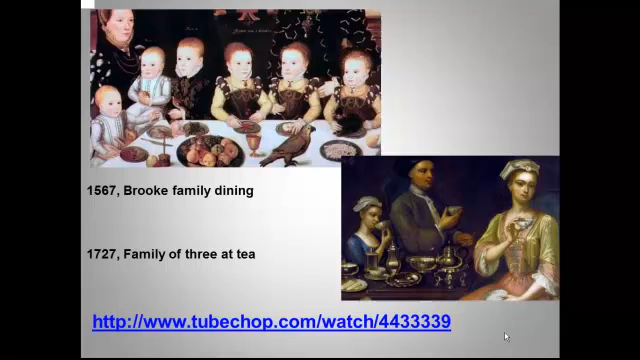 1567, Brooke family dining
1727, Family of three at tea
http://www.tubechop.com/watch/4433339